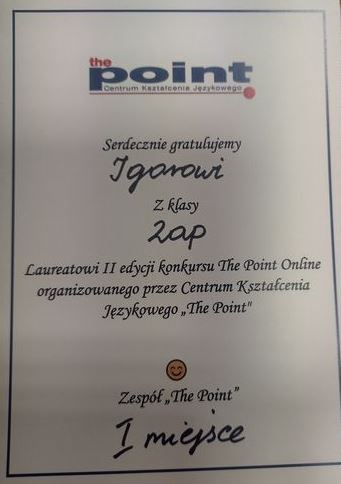 the
point.
Centrum Kształcenia Językowego
Serdecznie gratulujemy
Igorowi
Z klasy
2ap
Laureatowi II edycji konkursu The Point Online
organizowanego przez Centrum Kształcenia
Językowego „The Point"
Zespół „The Point”
I miejsce